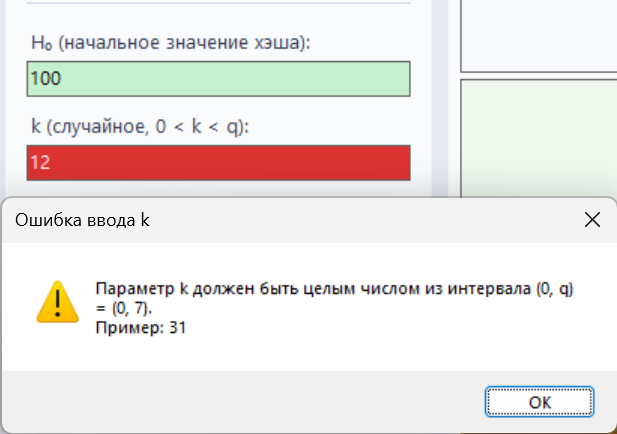 H₀ (начальное значение хэша):
100
k (случайное, 0 < k < q):
12
Ошибка ввода k
Параметр k должен быть целым числом из интервала (0, q)
= (0, 7).
Пример: 31
OK